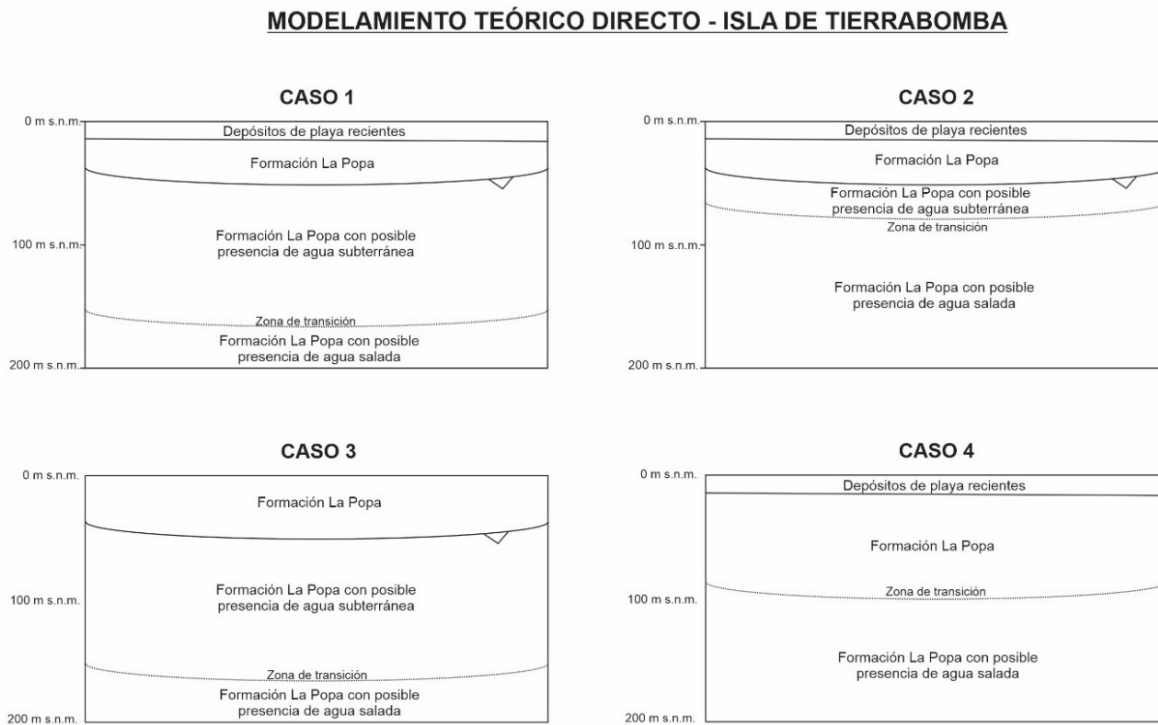 MODELAMIENTO TEÓRICO DIRECTO - ISLA DE TIERRABOMBA
CASO 1
0 m s.n.m.
Depósitos de playa recientes
Formación La Popa
100 m s.n.m.
Formación La Popa con posible
presencia de agua subterránea
Zona de transición
Formación La Popa con posible
presencia de agua salada
200 m s.n.m.
CASO 2
0 m s.n.m.
Depósitos de playa recientes
Formación La Popa
Formación La Popa con posible
presencia de agua subterránea
Zona de transición
100 m s.n.m.
Formación La Popa con posible
presencia de agua salada
200 m s.n.m.
CASO 3
0 m s.n.m.
Formación La Popa
Formación La Popa con posible
presencia de agua subterránea
100 m s.n.m.
Zona de transición
Formación La Popa con posible
presencia de agua salada
200 m s.n.m.
CASO 4
0 m s.n.m.
Depósitos de playa recientes
Formación La Popa
Zona de transición
100 m s.n.m.
Formación La Popa con posible
presencia de agua salada
200 m s.n.m.